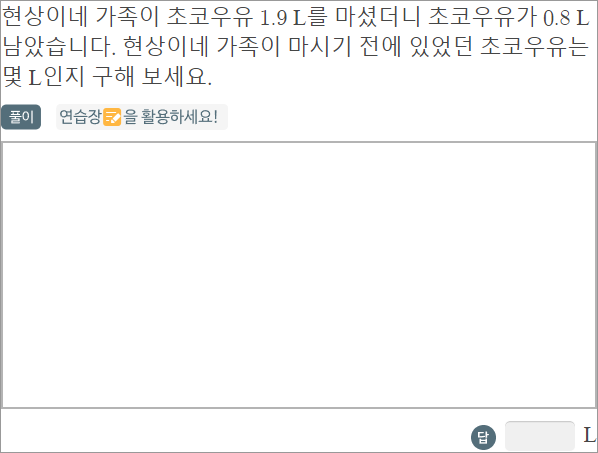 현상이네 가족이 초코우유 1.9 L를 마셨더니 초코우유가 0.8 L
남았습니다. 현상이네 가족이 마시기 전에 있었던 초코우유는
몇 L인지 구해 보세요.
풀이 연습장을 활용하세요!
답 L